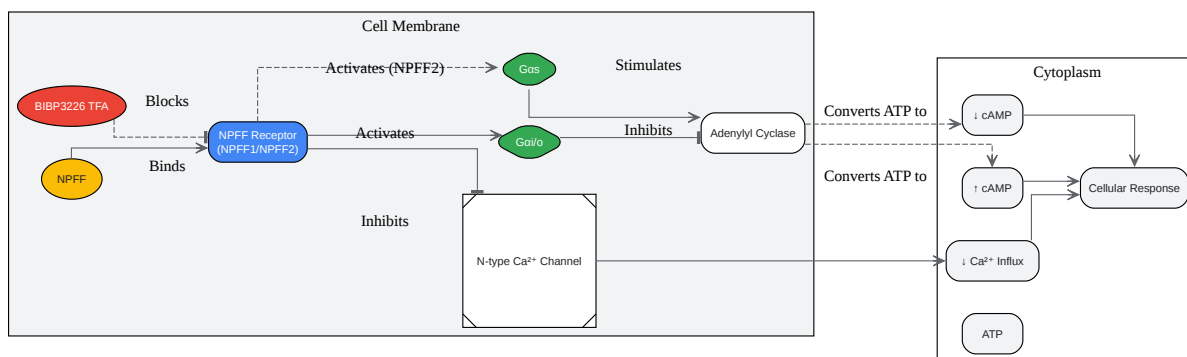 Cell Membrane
Cytoplasm
Activates (NPFF2)
Gαs
Stimulates
BIBP3226 TFA
Blocks
NPFF Receptor
(NPFF1/NPFF2)
Activates
Gαi/o
Inhibits
Adenylyl Cyclase
Converts ATP to
↓ cAMP
Binds
NPFF
Converts ATP to
↑ cAMP
Cellular Response
Inhibits
N-type Ca²⁺ Channel
↓ Ca²⁺ Influx
ATP